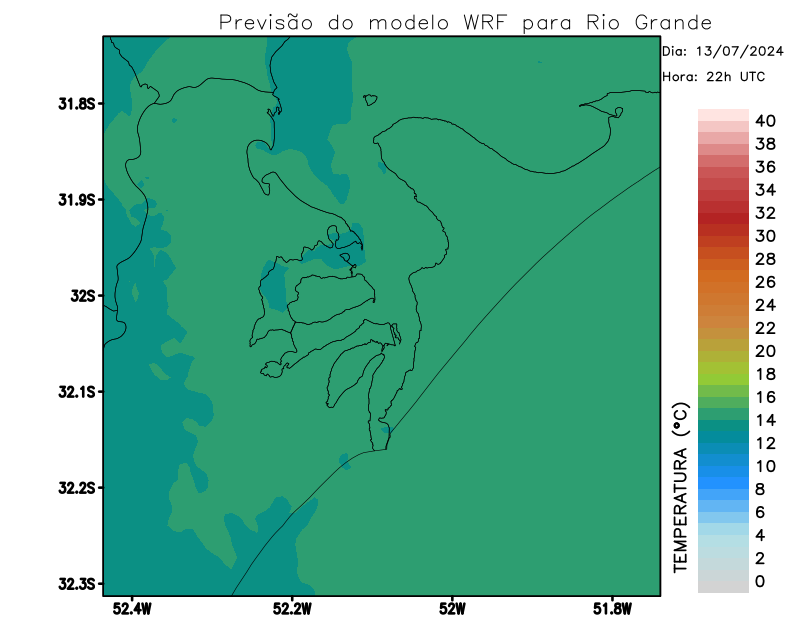 Previsão do modelo WRF para Rio Grande
Dia: 13/07/2024
Hora: 22h UTC
31.8S
31.9S
32S
32.1S
32.2S
32.3S
52.4W
52.2W
52W
51.8W
TEMPERATURA (°C)
40
38
36
34
32
30
28
26
24
22
20
18
16
14
12
10
8
6
4
2
0